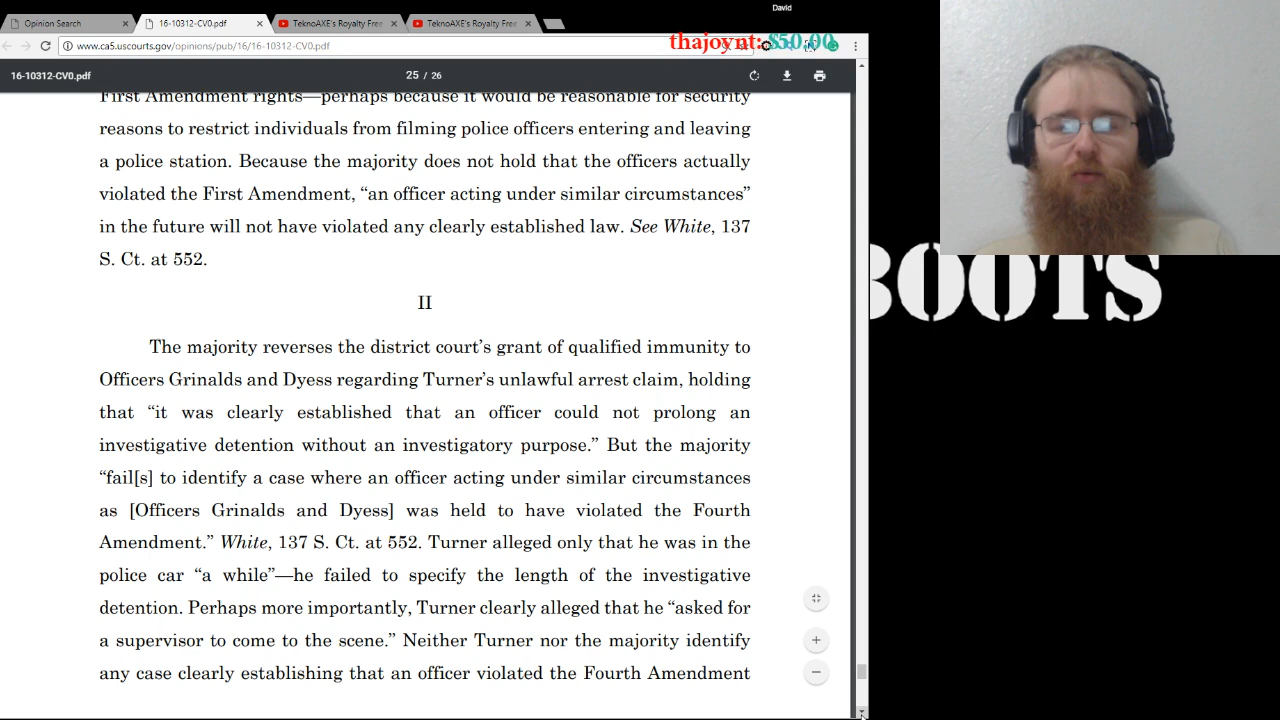 David
Opinion Search
16-10312-CV0.pdf
TeknoAXE's Royalty Free
TeknoAXE's Royalty Free
www.ca5.uscourts.gov/opinions/pub/16/16-10312-CV0.pdf
thajoynt: $50.00
16-10312-CV0.pdf
25 / 26
First Amendment rights—perhaps because it would be reasonable for security
reasons to restrict individuals from filming police officers entering and leaving
a police station. Because the majority does not hold that the officers actually
violated the First Amendment, “an officer acting under similar circumstances”
in the future will not have violated any clearly established law. See White, 137
S. Ct. at 552.
II
The majority reverses the district court’s grant of qualified immunity to
Officers Grinalds and Dyess regarding Turner’s unlawful arrest claim, holding
that “it was clearly established that an officer could not prolong an
investigative detention without an investigatory purpose.” But the majority
“fail[s] to identify a case where an officer acting under similar circumstances
as [Officers Grinalds and Dyess] was held to have violated the Fourth
Amendment.” White, 137 S. Ct. at 552. Turner alleged only that he was in the
police car “a while”—he failed to specify the length of the investigative
detention. Perhaps more importantly, Turner clearly alleged that he “asked for
a supervisor to come to the scene.” Neither Turner nor the majority identify
any case clearly establishing that an officer violated the Fourth Amendment
BOOTS